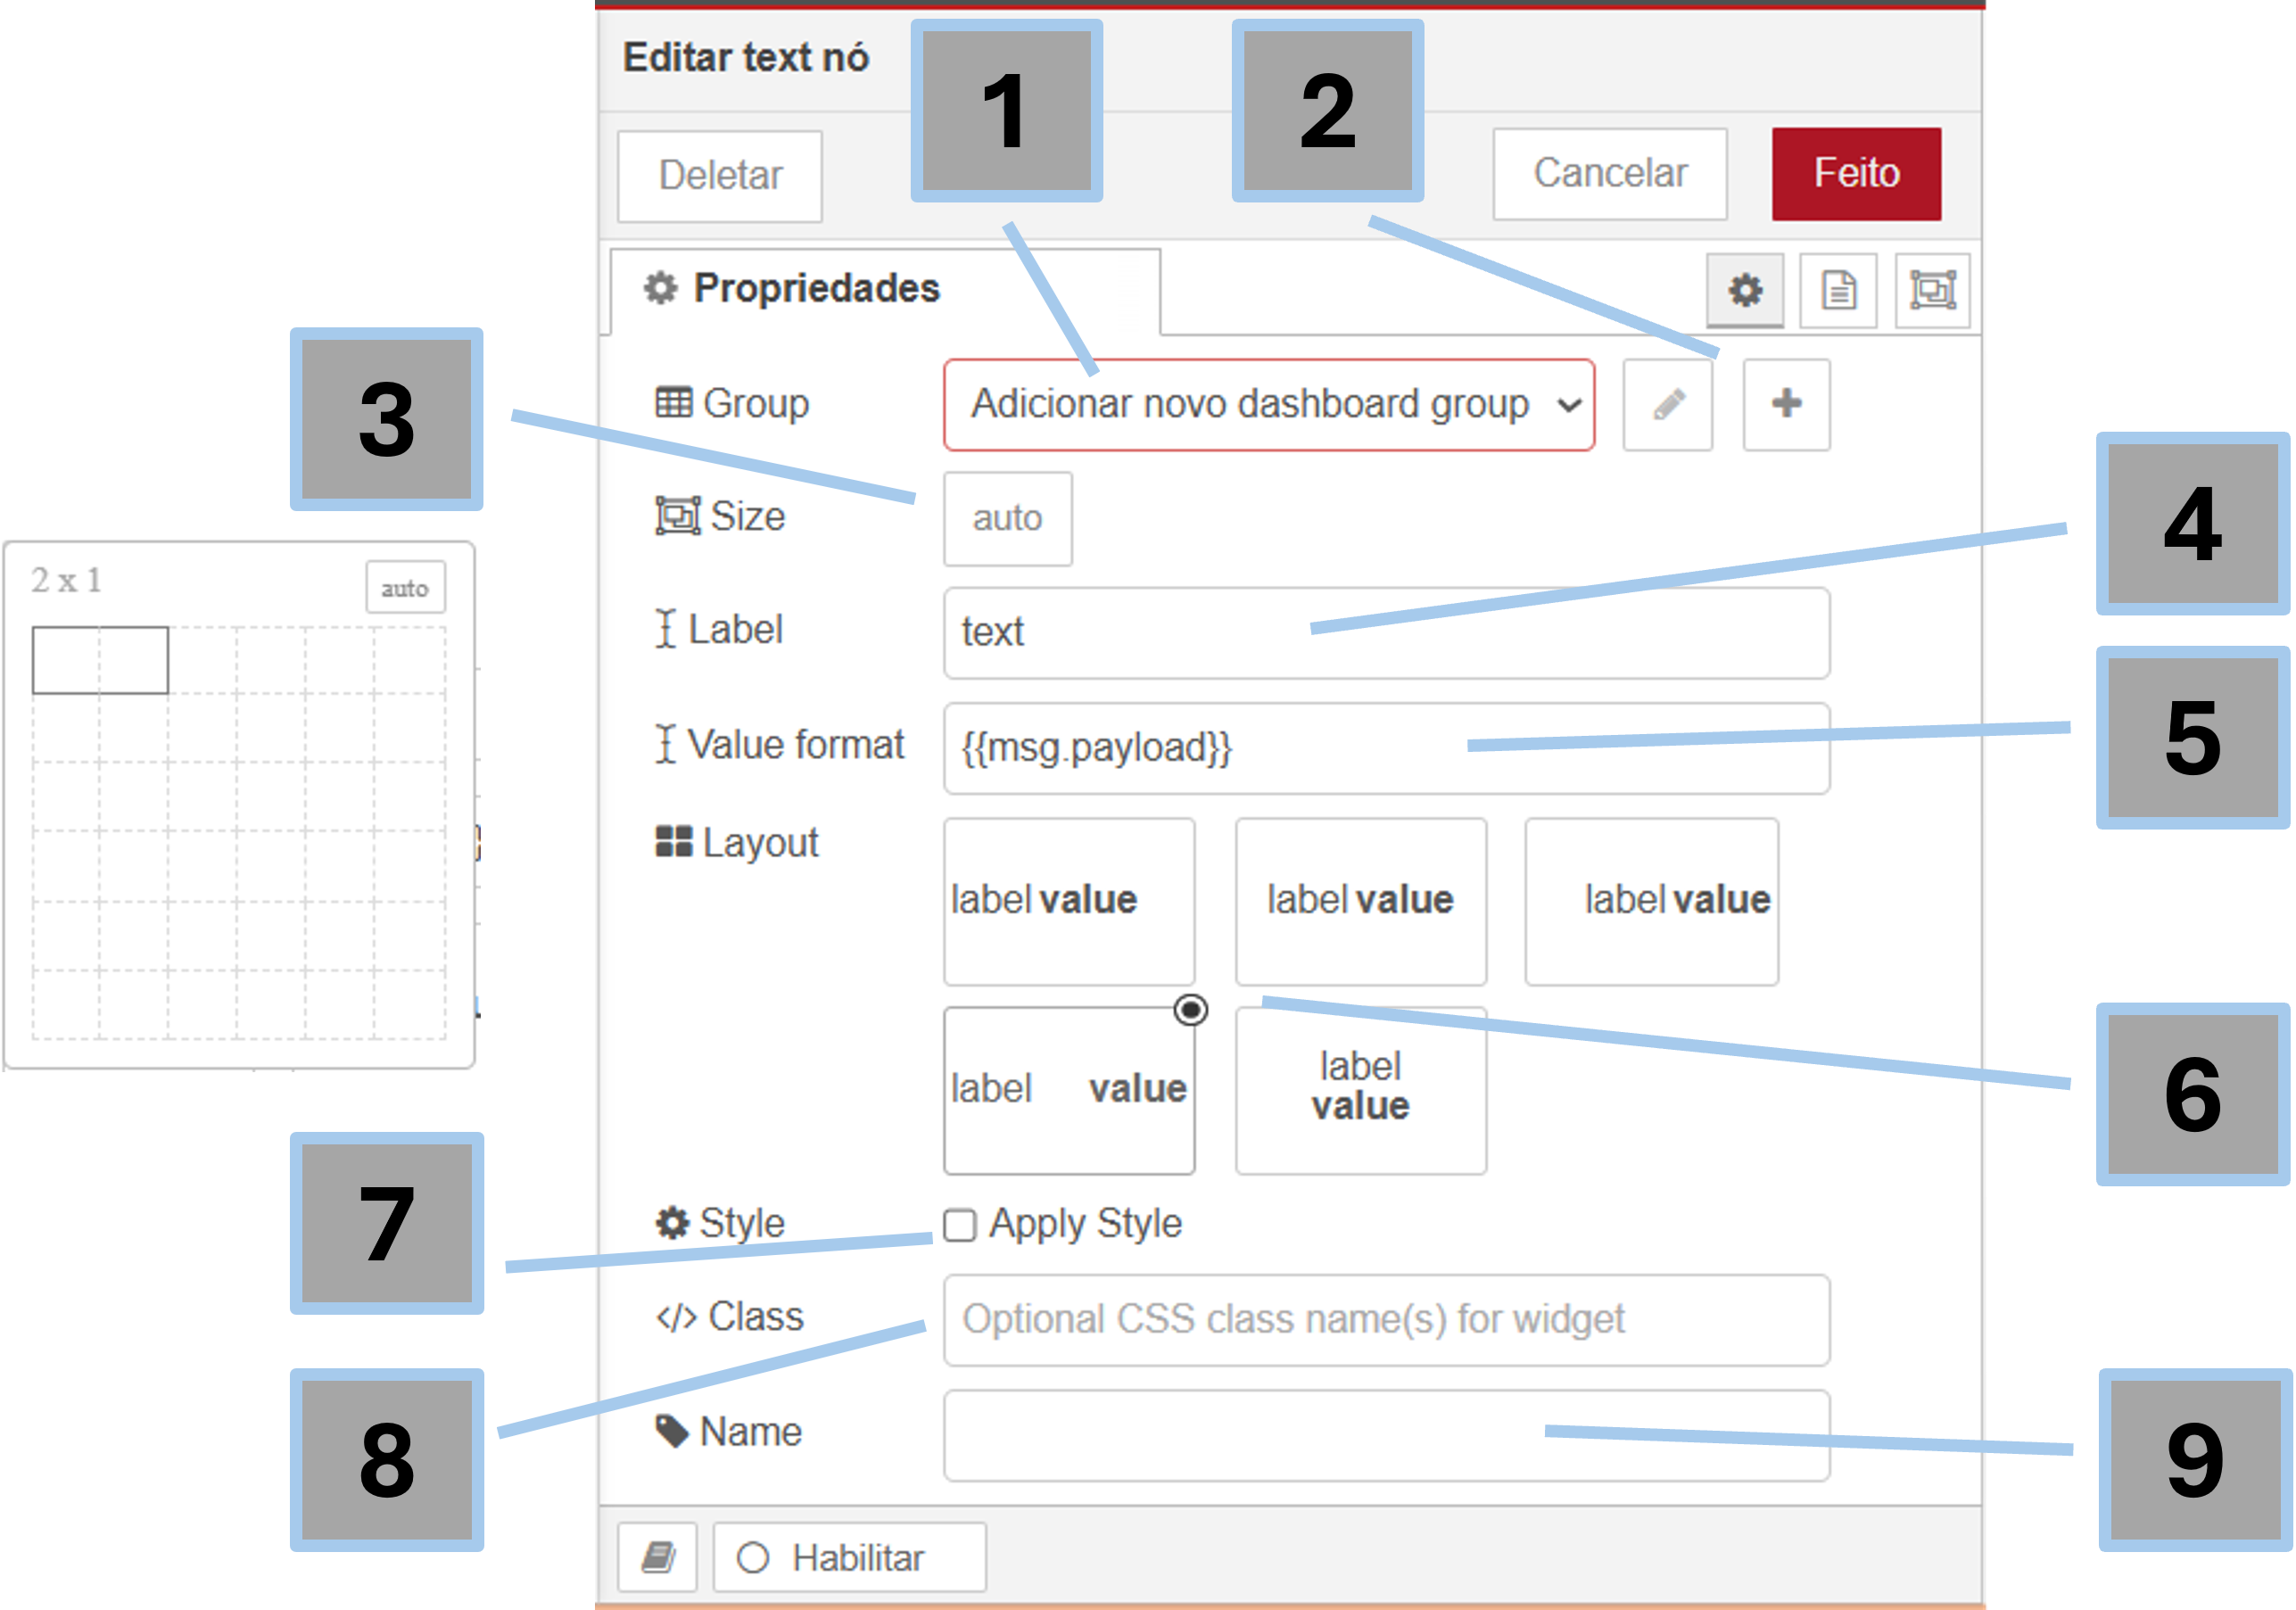 Editar text nó
1
2
Deletar
Cancelar
Feito
Propriedades
3
Group
Adicionar novo dashboard group
Size
auto
4
2 x 1
auto
Label
text
5
Value format
{{msg.payload}}
Layout
label value
label value
label value
label value
label
value
6
7
Style
Apply Style
Class
Optional CSS class name(s) for widget
8
Name
9
Habilitar